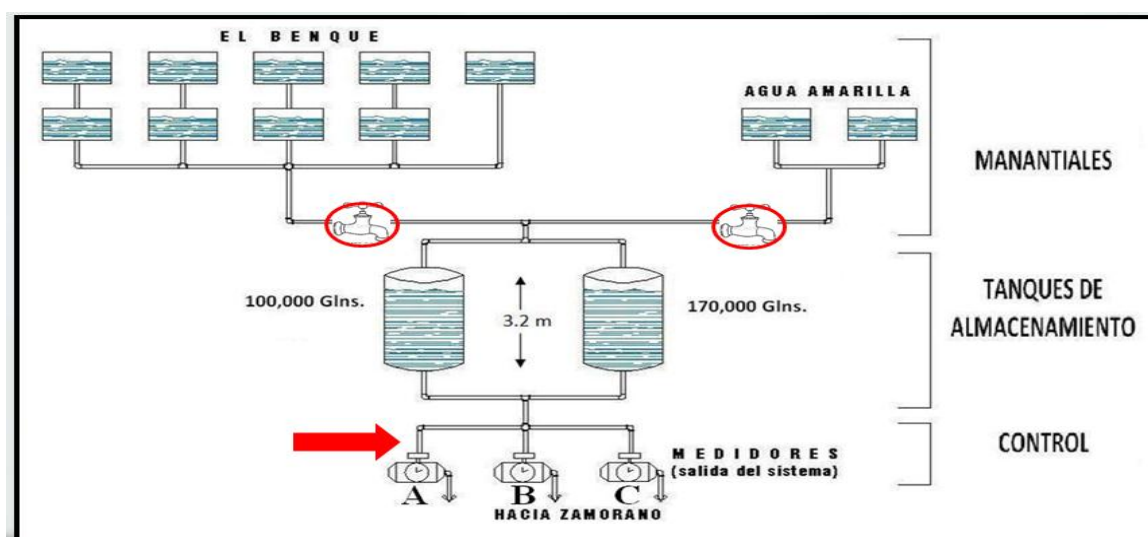 EL BENQUE
AGUA AMARILLA
MANANTIALES
100,000 Glns.
3.2 m
170,000 Glns.
TANQUES DE
ALMACENAMIENTO
MEDIDORES
(salida del sistema)
CONTROL
A B C
HACIA ZAMORANO